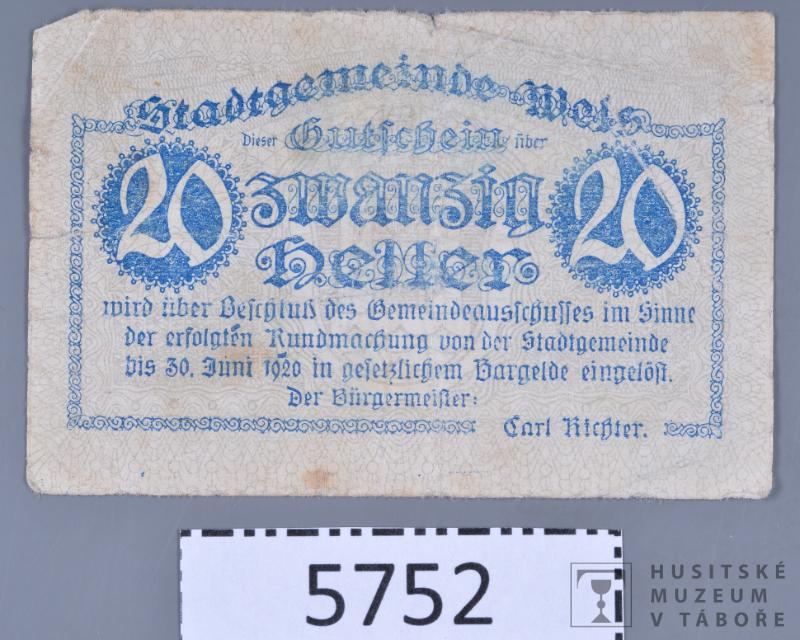 Stadtgemeinde Wels
Dieser Gutschein über
20 zwanzig 20
Heller
wird über Beschluß des Gemeindeausschusses im Sinne
der erfolgten Kundmachung von der Stadtgemeinde
bis 30. Juni 1920 in gesetzlichem Bargelde eingelöst.
Der Bürgermeister:
Carl Richter.
5752
HUSITSKÉ
MUZEUM
V TÁBOŘE